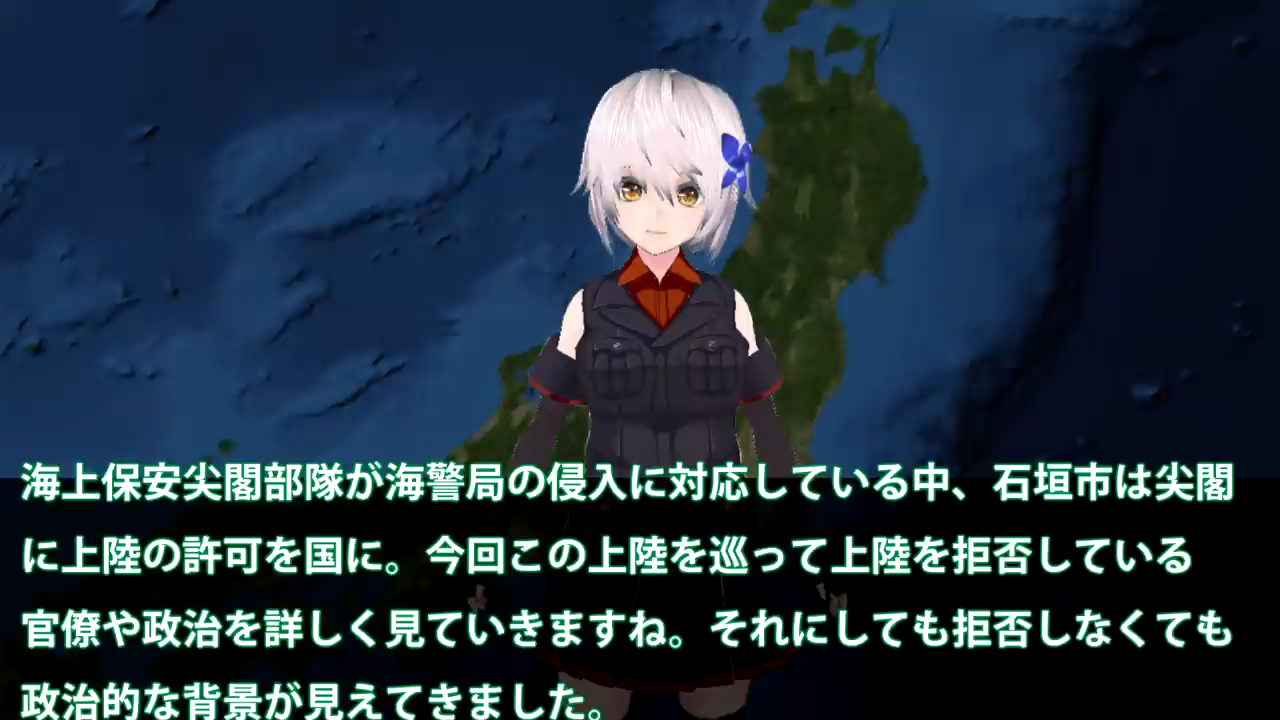 海上保安尖閣部隊が海警局の侵入に対応している中、石垣市は尖閣
に上陸の許可を国に。今回この上陸を巡って上陸を拒否している
官僚や政治を詳しく見ていきますね。それにしても拒否しなくても
政治的な背景が見えてきました。